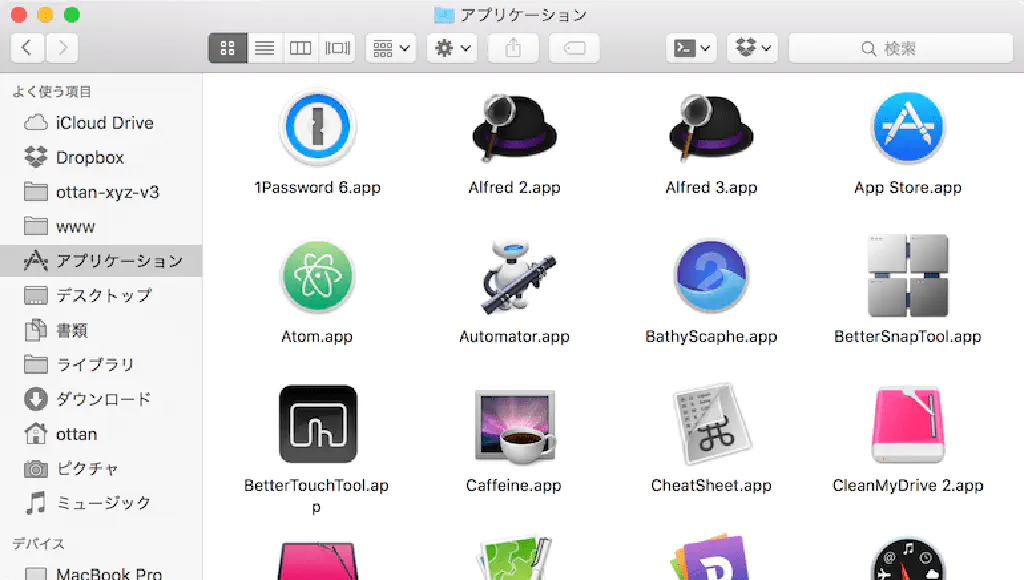 アプリケーション
検索
よく使う項目
iCloud Drive
Dropbox
ottan-xyz-v3
www
アプリケーション
デスクトップ
書類
ライブラリ
ダウンロード
ottan
ピクチャ
ミュージック
デバイス
MacBook Pro
1Password 6.app
Alfred 2.app
Alfred 3.app
App Store.app
Atom.app
Automator.app
BathyScaphe.app
BetterSnapTool.app
BetterTouchTool.ap
p
Caffeine.app
CheatSheet.app
CleanMyDrive 2.app